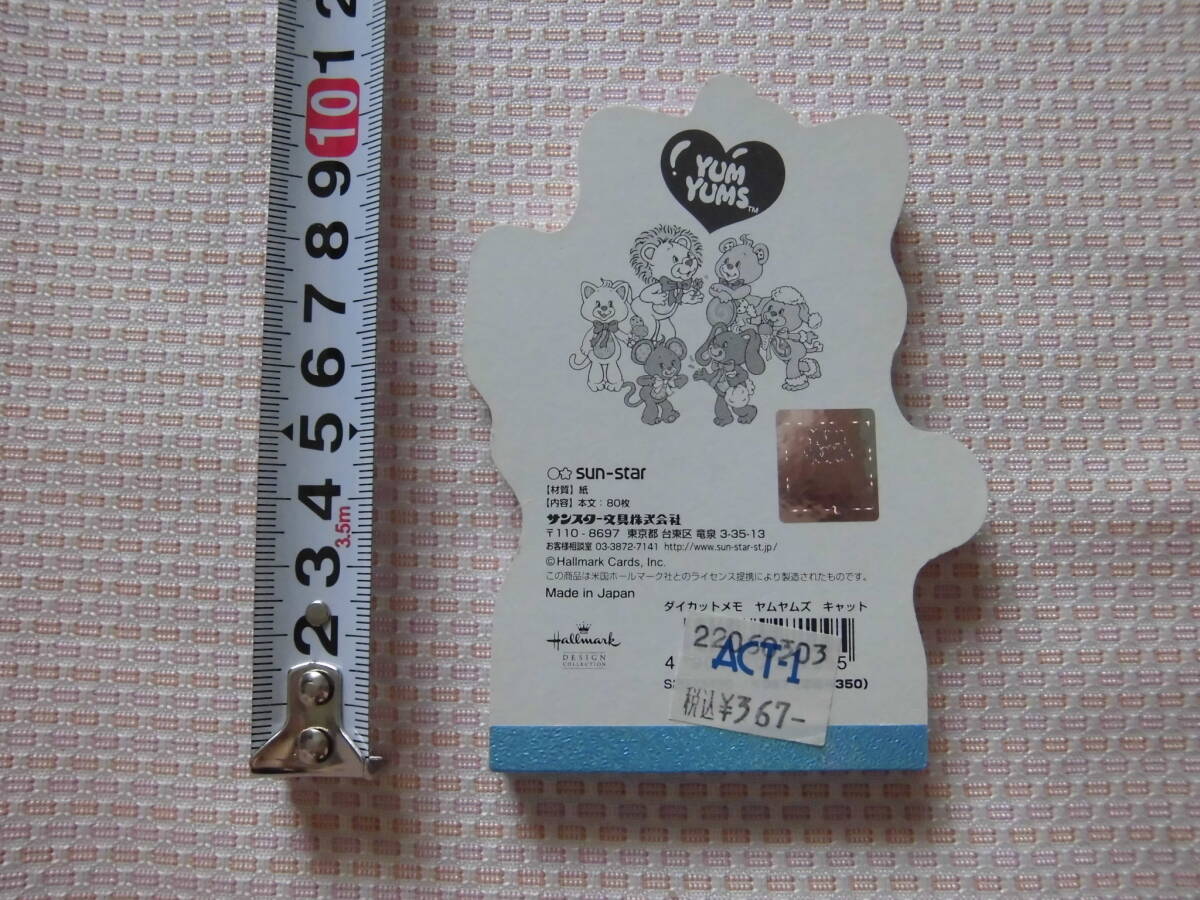 2
1
10
9
8
7
6
5
4
3
2
3.5m
YUM
YUMS™
sun-star
【材質】紙
【内容】本文：80枚
サンスター文具株式会社
〒110-8697 東京都 台東区 竜泉 3-35-13
お客様相談室 03-3872-7141 http://www.sun-star-st.jp/
©Hallmark Cards, Inc.
この商品は米国ホールマーク社とのライセンス提携により製造されたものです。
Made in Japan
ダイカットメモ ヤムヤムズ キャット
Hallmark
DESIGN
COLLECTION
ACT-1
4 5
350)
税込¥367-